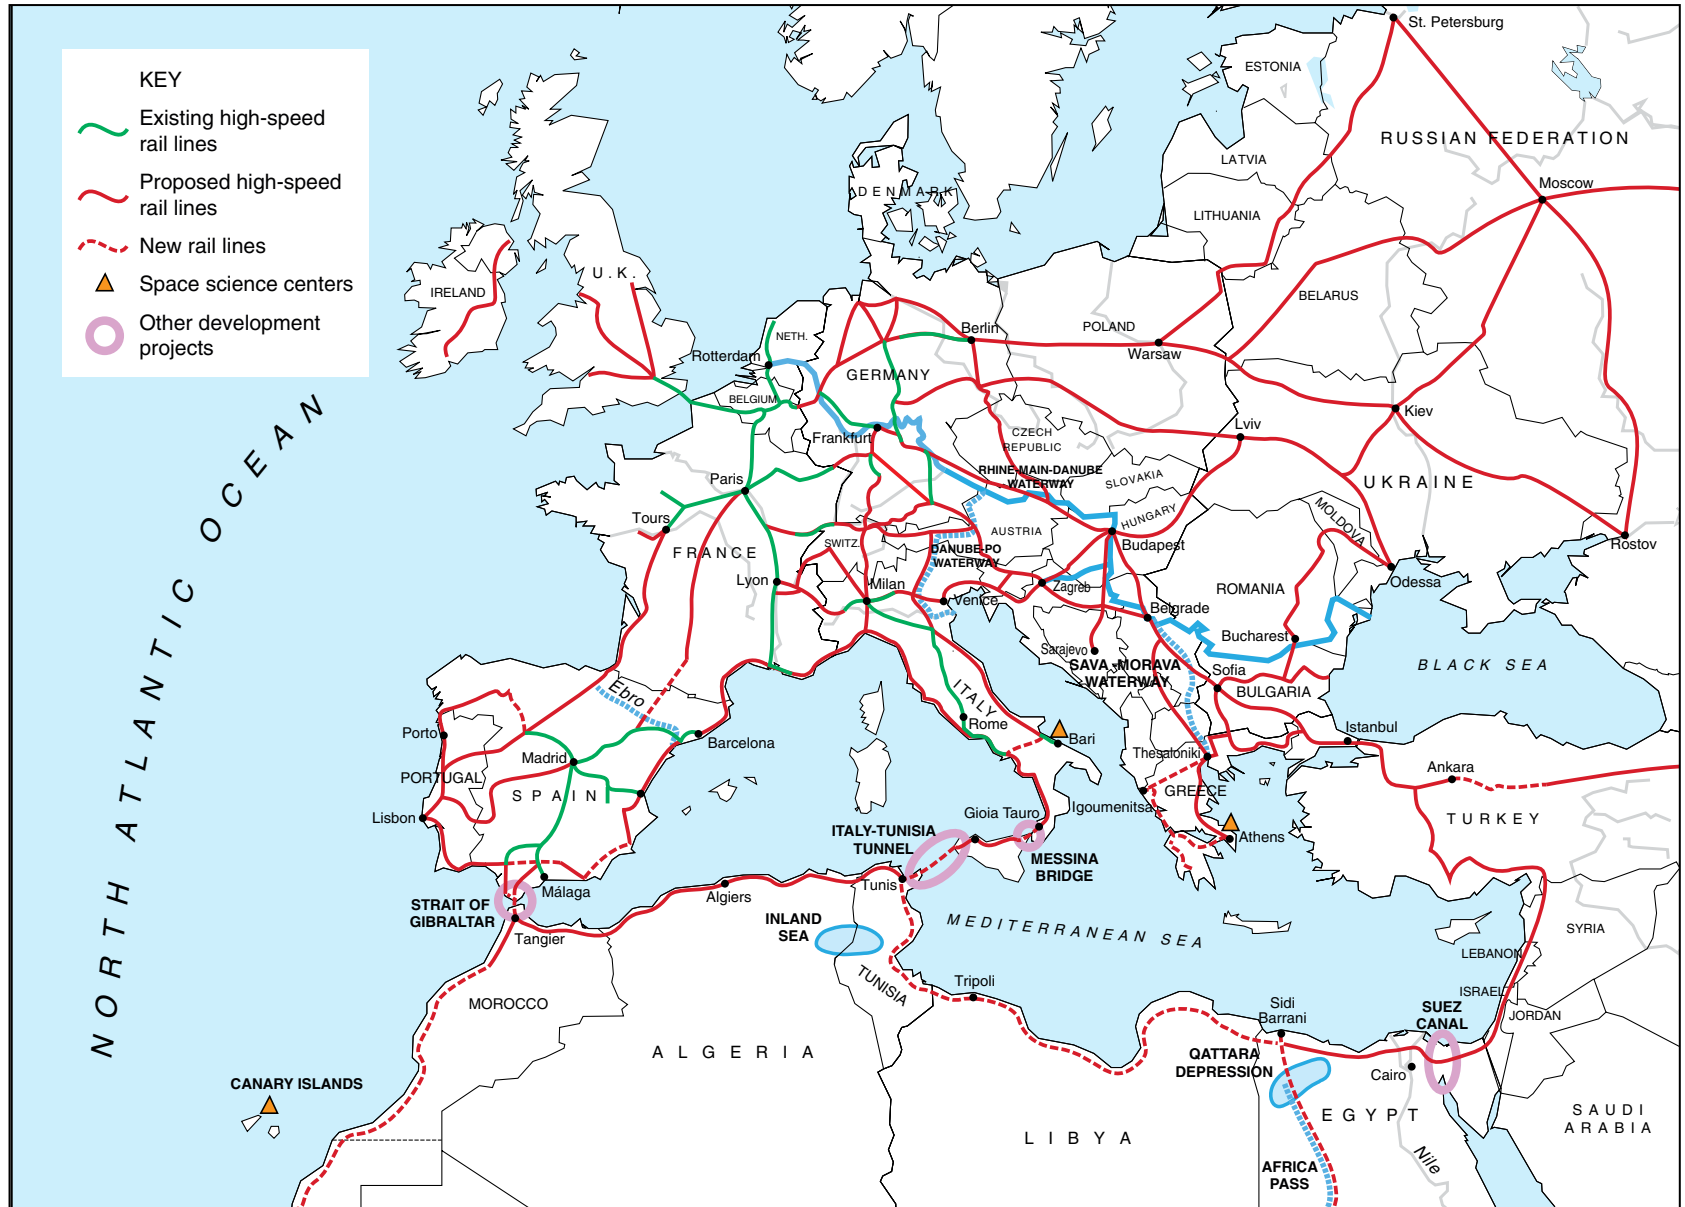 KEY
Existing high-speed
rail lines
Proposed high-speed
rail lines
New rail lines
Space science centers
Other development
projects
NORTH ATLANTIC OCEAN
St. Petersburg
ESTONIA
RUSSIAN FEDERATION
LATVIA
Moscow
DENMARK
LITHUANIA
U.K.
IRELAND
BELARUS
NETH.
Berlin
POLAND
Rotterdam
Warsaw
GERMANY
BELGIUM
Kiev
Lviv
Frankfurt
CZECH
REPUBLIC
RHINE-MAIN-DANUBE
WATERWAY
SLOVAKIA
UKRAINE
Paris
MOLDOVA
Tours
HUNGARY
AUSTRIA
SWITZ.
Budapest
Rostov
FRANCE
DANUBE-PO
WATERWAY
Lyon
Milan
Zagreb
Odessa
ROMANIA
Venice
Belgrade
Bucharest
Sarajevo
SAVA-MORAVA
WATERWAY
BLACK SEA
Sofia
BULGARIA
Ebro
ITALY
Rome
Porto
Barcelona
Bari
Istanbul
Madrid
Thesaloniki
Ankara
PORTUGAL
SPAIN
GREECE
Igoumenitsa
Lisbon
Gioia Tauro
TURKEY
ITALY-TUNISIA
TUNNEL
Athens
MESSINA
BRIDGE
Málaga
Tunis
Algiers
STRAIT OF
GIBRALTAR
INLAND
SEA
MEDITERRANEAN SEA
Tangier
SYRIA
LEBANON
TUNISIA
Tripoli
ISRAEL
MOROCCO
Sidi
Barrani
SUEZ
CANAL
JORDAN
ALGERIA
QATTARA
DEPRESSION
Cairo
CANARY ISLANDS
EGYPT
SAUDI
ARABIA
LIBYA
Nile
AFRICA
PASS